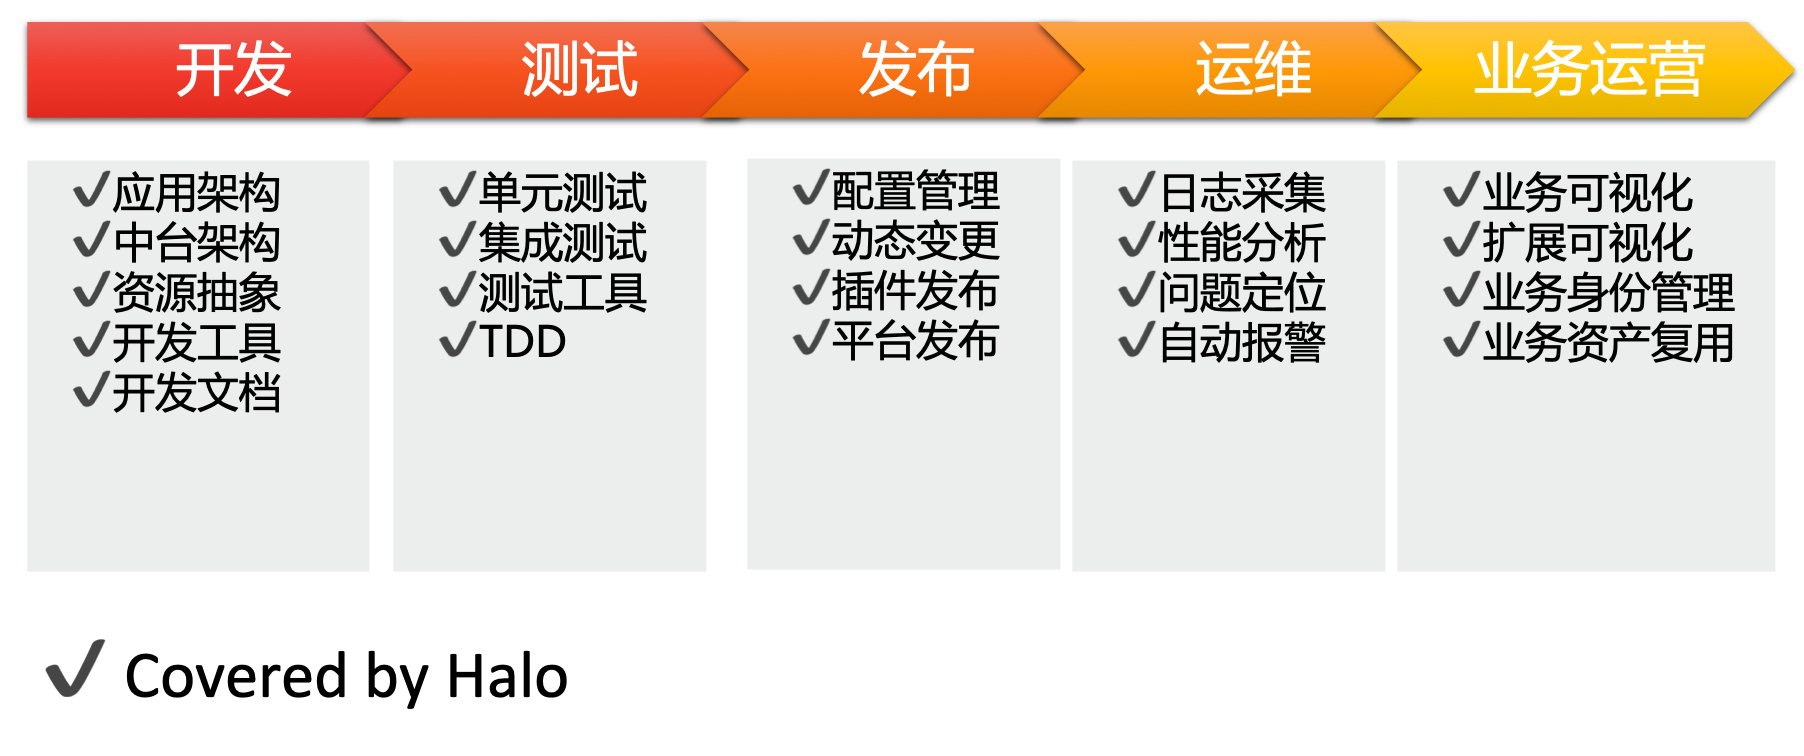 开发
测试
发布
运维
业务运营
✔应用架构
✔中台架构
✔资源抽象
✔开发工具
✔开发文档
✔单元测试
✔集成测试
✔测试工具
✔TDD
✔配置管理
✔动态变更
✔插件发布
✔平台发布
✔日志采集
✔性能分析
✔问题定位
✔自动报警
✔业务可视化
✔扩展可视化
✔业务身份管理
✔业务资产复用
✔ Covered by Halo